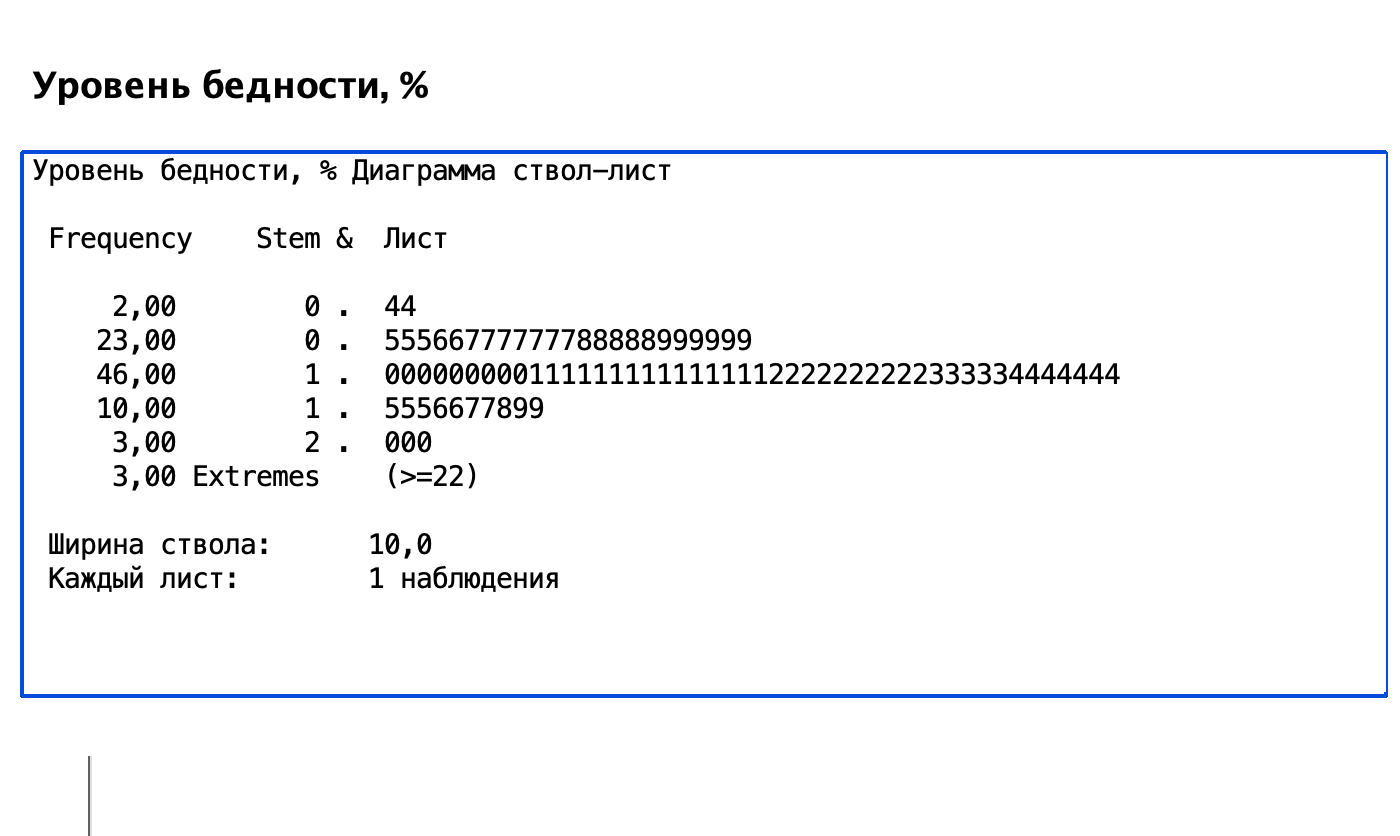 Уровень бедности, %
Уровень бедности, % Диаграмма ствол-лист
Frequency    Stem &  Лист
2,00        0 .  44
23,00        0 .  55566777777788888999999
46,00        1 .  0000000001111111111111112222222222333334444444
10,00        1 .  5556677899
3,00        2 .  000
3,00 Extremes    (>=22)
Ширина ствола:      10,0
Каждый лист:        1 наблюдения